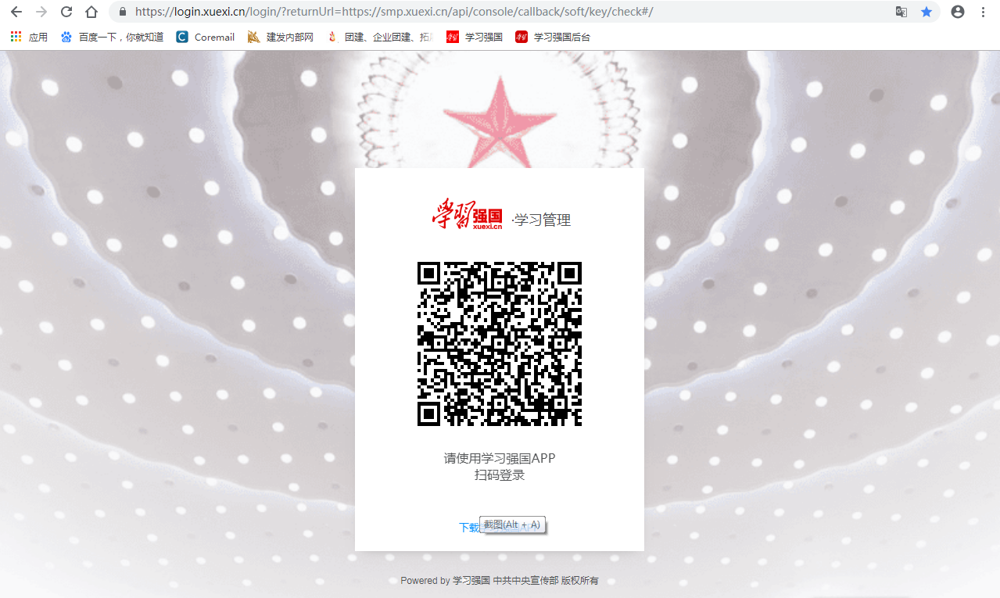 https://login.xuexi.cn/login/?returnUrl=https://smp.xuexi.cn/api/console/callback/soft/key/check#/
应用 百度一下，你就知道 Coremail 建发内部网 团建、企业团建、拓 学习强国 学习强国后台
学习强国 ·学习管理
xuexi.cn
请使用学习强国APP
扫码登录
下载
截图(Alt + A)
Powered by 学习强国 中共中央宣传部 版权所有